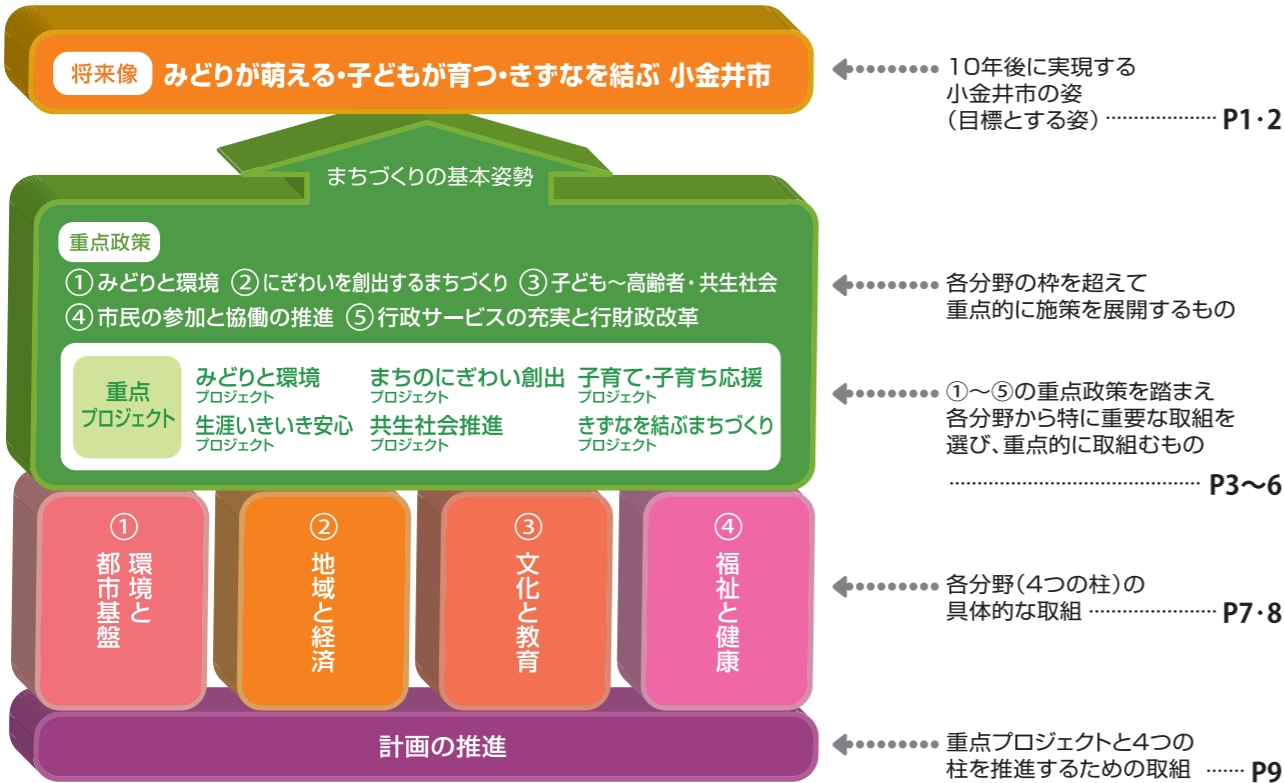 将来像 みどりが萌える・子どもが育つ・きずなを結ぶ 小金井市
10年後に実現する
小金井市の姿
（目標とする姿） ……………… P1・2
まちづくりの基本姿勢
重点政策
①みどりと環境 ②にぎわいを創出するまちづくり ③子ども～高齢者・共生社会
④市民の参加と協働の推進 ⑤行政サービスの充実と行財政改革
各分野の枠を超えて
重点的に施策を展開するもの
重点
プロジェクト
みどりと環境
プロジェクト
まちのにぎわい創出
プロジェクト
子育て・子育ち応援
プロジェクト
生涯いきいき安心
プロジェクト
共生社会推進
プロジェクト
きずなを結ぶまちづくり
プロジェクト
①～⑤の重点政策を踏まえ
各分野から特に重要な取組を
選び、重点的に取組むもの
……………………………… P3～6
①
環境と
都市基盤
②
地域と経済
③
文化と教育
④
福祉と健康
各分野（4つの柱）の
具体的な取組 ……………… P7・8
計画の推進
重点プロジェクトと4つの
柱を推進するための取組 …… P9